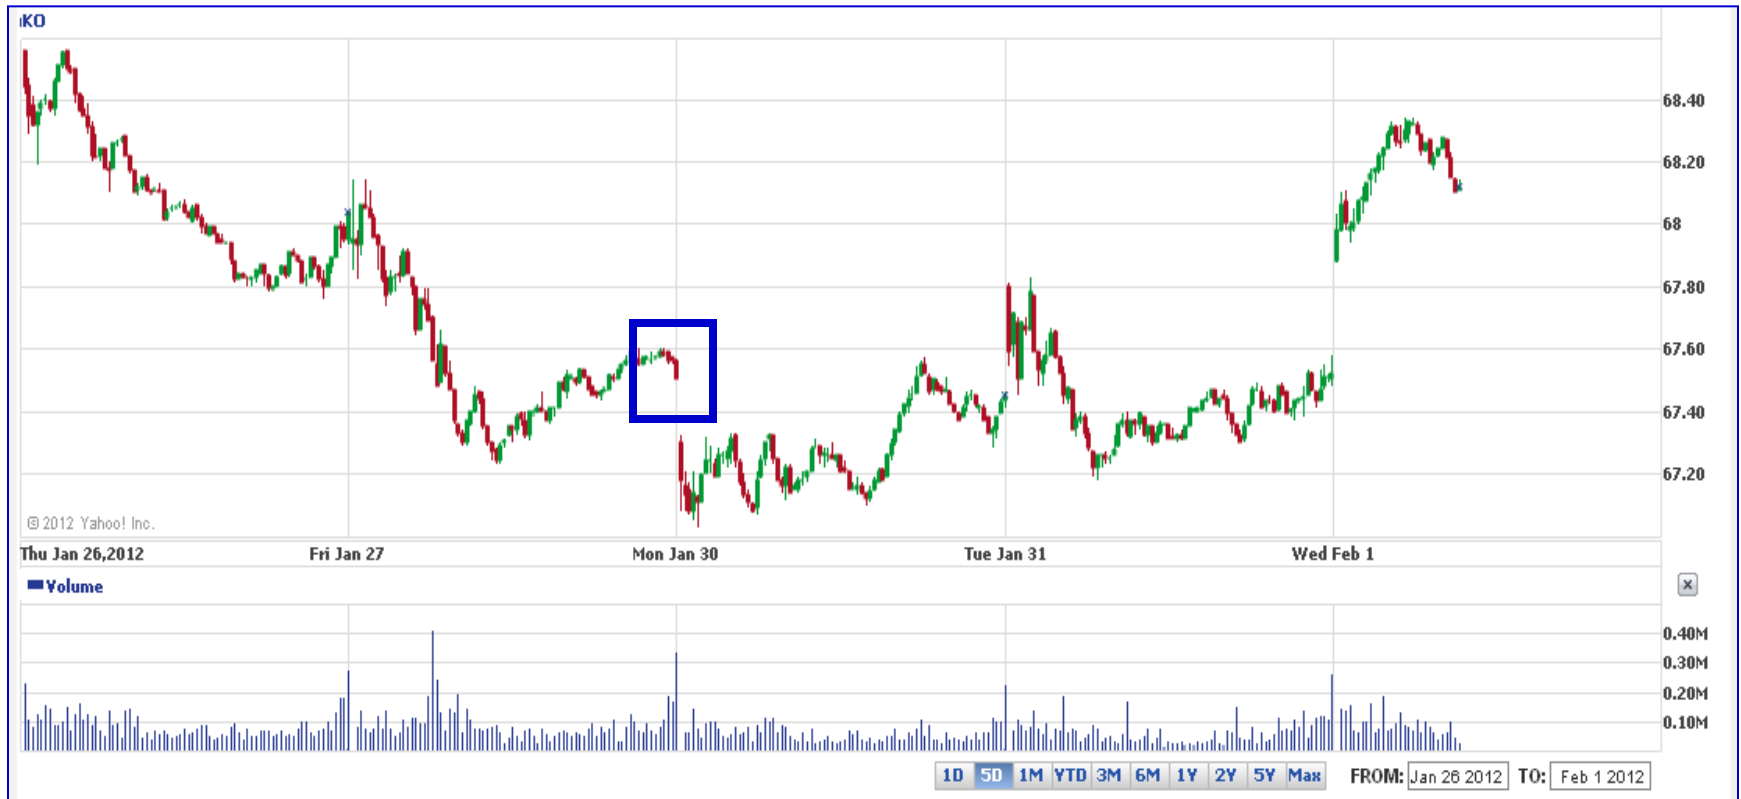 KO
68.40
68.20
68
67.80
67.60
67.40
67.20
© 2012 Yahoo! Inc.
Thu Jan 26,2012 Fri Jan 27 Mon Jan 30 Tue Jan 31 Wed Feb 1
Volume
0.40M
0.30M
0.20M
0.10M
1D 5D 1M YTD 3M 6M 1Y 2Y 5Y Max FROM: Jan 26 2012 TO: Feb 1 2012